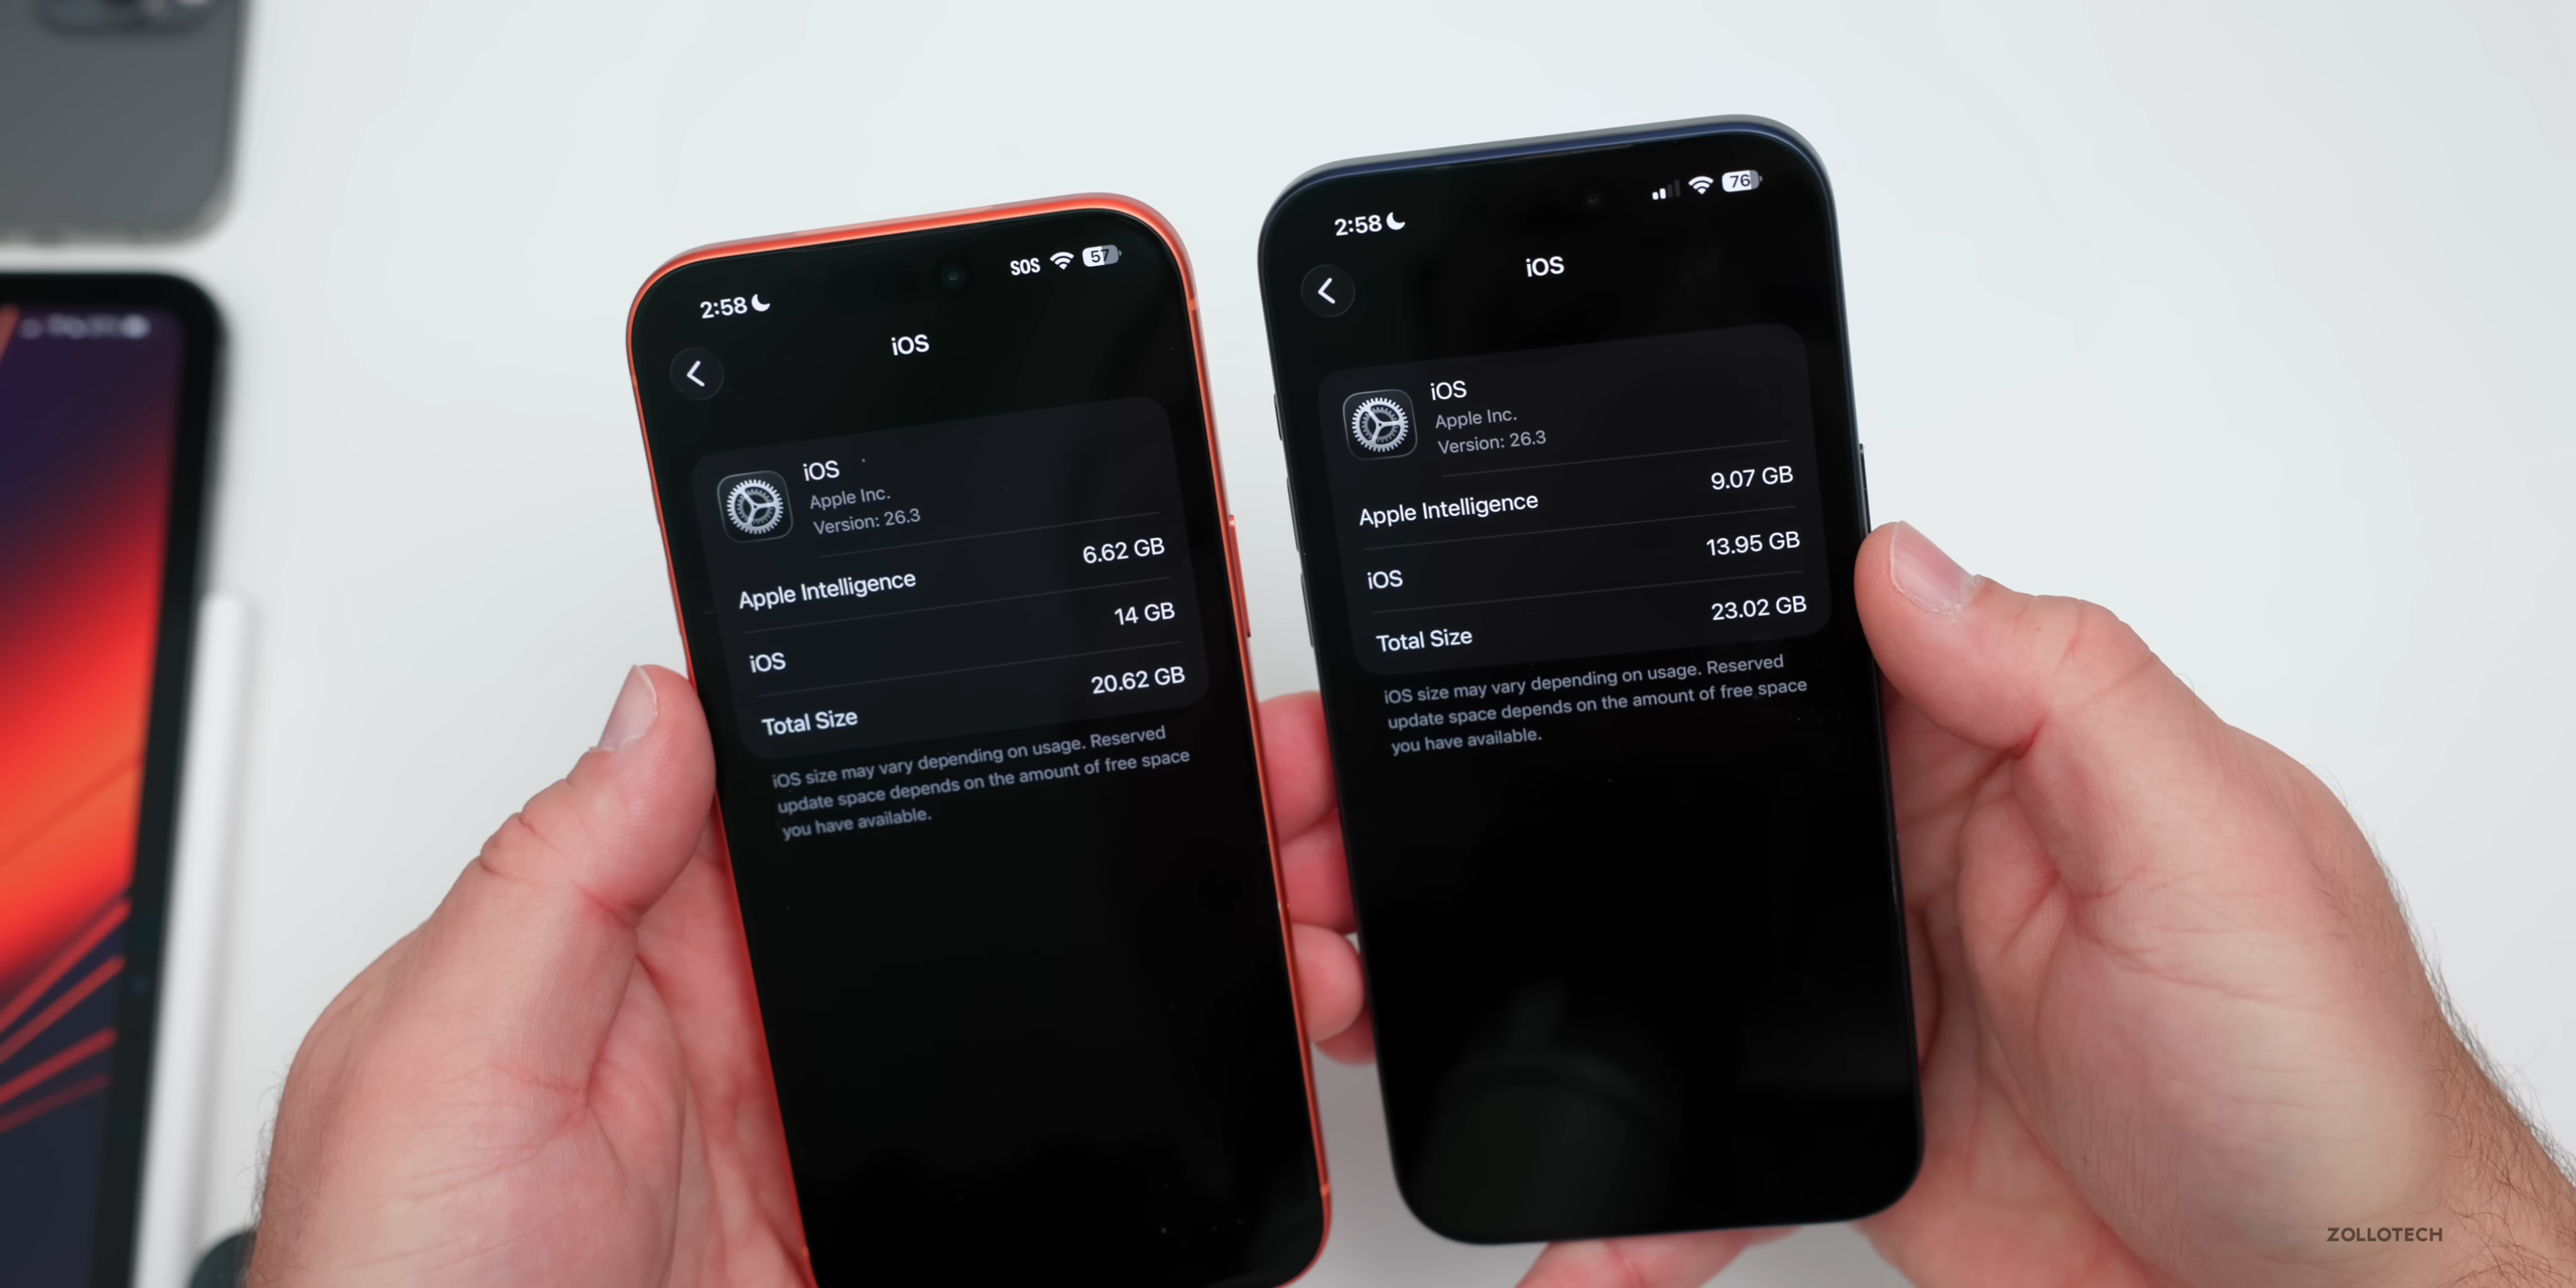 2:58
SOS 57
iOS
iOS
Apple Inc.
Version: 26.3
Apple Intelligence 6.62 GB
iOS 14 GB
Total Size 20.62 GB
iOS size may vary depending on usage. Reserved
update space depends on the amount of free space
you have available.
2:58
76
iOS
iOS
Apple Inc.
Version: 26.3
Apple Intelligence 9.07 GB
iOS 13.95 GB
Total Size 23.02 GB
iOS size may vary depending on usage. Reserved
update space depends on the amount of free space
you have available.
ZOLLOTECH